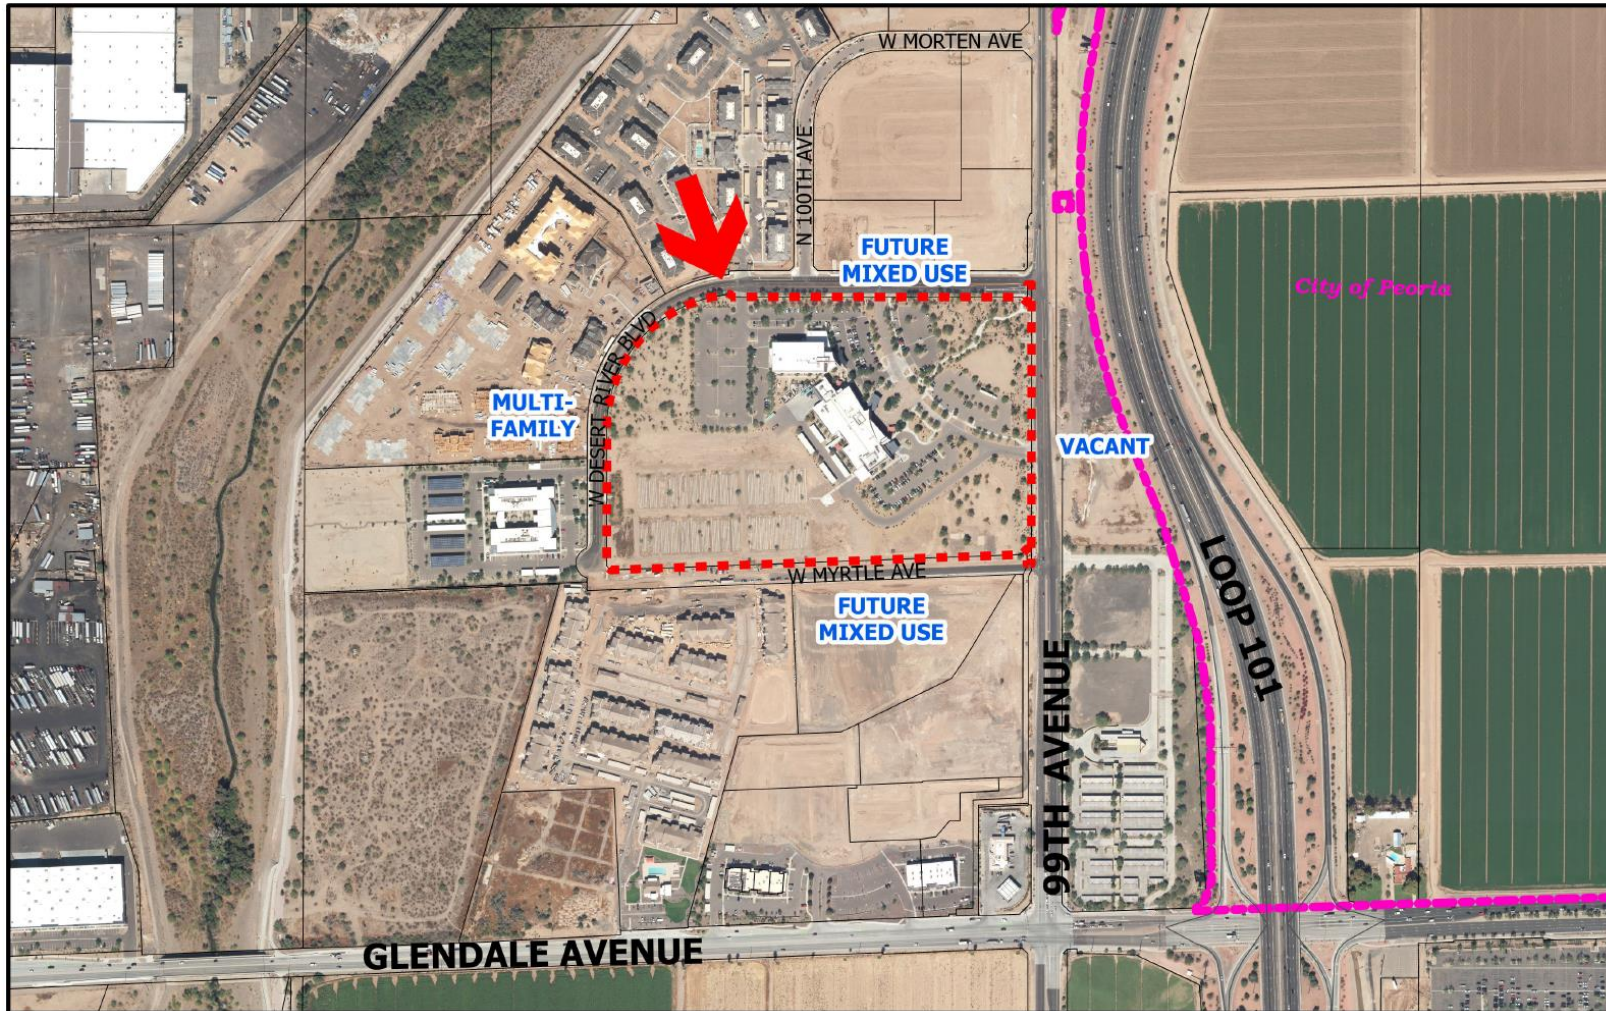 W MORTEN AVE
N 100TH AVE
FUTURE
MIXED USE
City of Peoria
W DESERT RIVER BLVD
MULTI-
FAMILY
VACANT
LOOP 101
W MYRTLE AVE
FUTURE
MIXED USE
99TH AVENUE
GLENDALE AVENUE